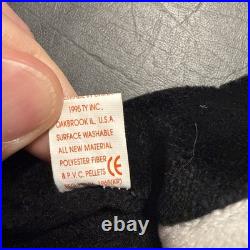 1995 TY INC.
OAKBROOK IL. U.S.A.
SURFACE WASHABLE
ALL NEW MATERIAL
POLYESTER FIBER
& P.V.C. PELLETS CE